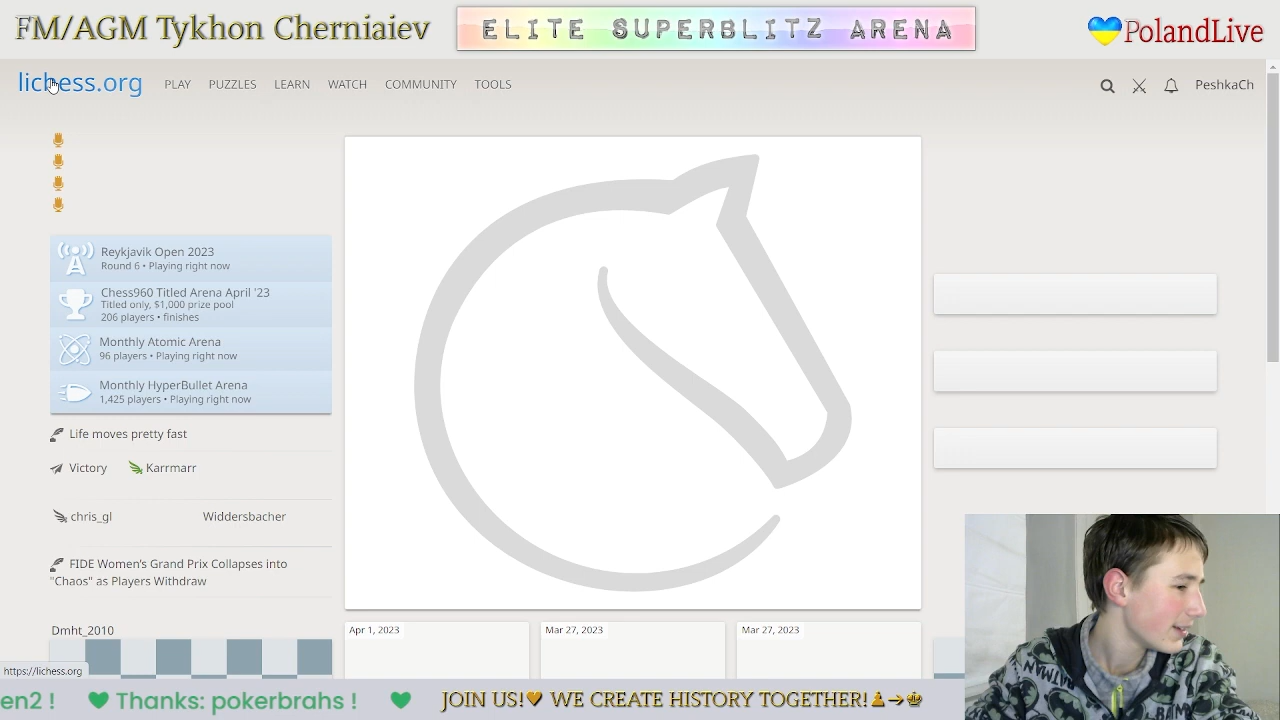 FM/AGM Tykhon Cherniaiev
ELITE SUPERBLITZ ARENA
PolandLive
lichess.org
PLAY
PUZZLES
LEARN
WATCH
COMMUNITY
TOOLS
PeshkaCh
Reykjavik Open 2023
Round 6 • Playing right now
Chess960 Titled Arena April '23
Titled only, $1,000 prize pool
206 players • finishes
Monthly Atomic Arena
96 players • Playing right now
Monthly HyperBullet Arena
1,425 players • Playing right now
Life moves pretty fast
Victory
Karrmarr
chris_gl
Widdersbacher
FIDE Women's Grand Prix Collapses into
"Chaos" as Players Withdraw
Dmht_2010
Apr 1, 2023
Mar 27, 2023
Mar 27, 2023
https://lichess.org
en2 !
Thanks: pokerbrahs !
JOIN US! WE CREATE HISTORY TOGETHER!